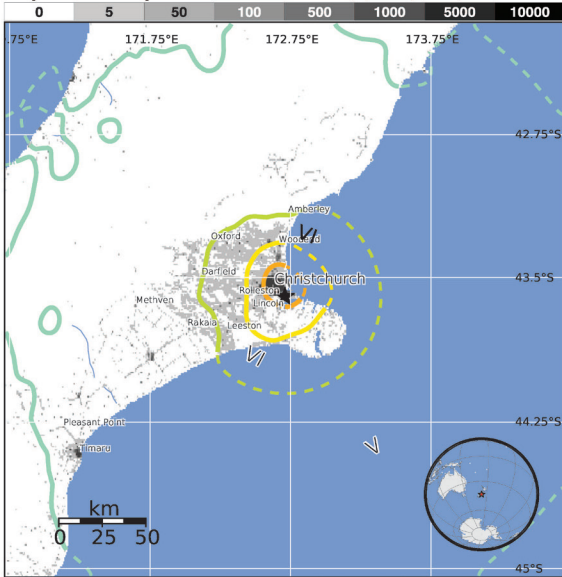 0 5 50 100 500 1000 5000 10000
.75°E 171.75°E 172.75°E 173.75°E
42.75°S
Amberley
VI
Oxford
Woodend
Darfield
Christchurch
43.5°S
Rolleston
Methven
Lincoln
Rakaia
Leeston
VI
Pleasant Point
44.25°S
Timaru
V
km
0 25 50
45°S